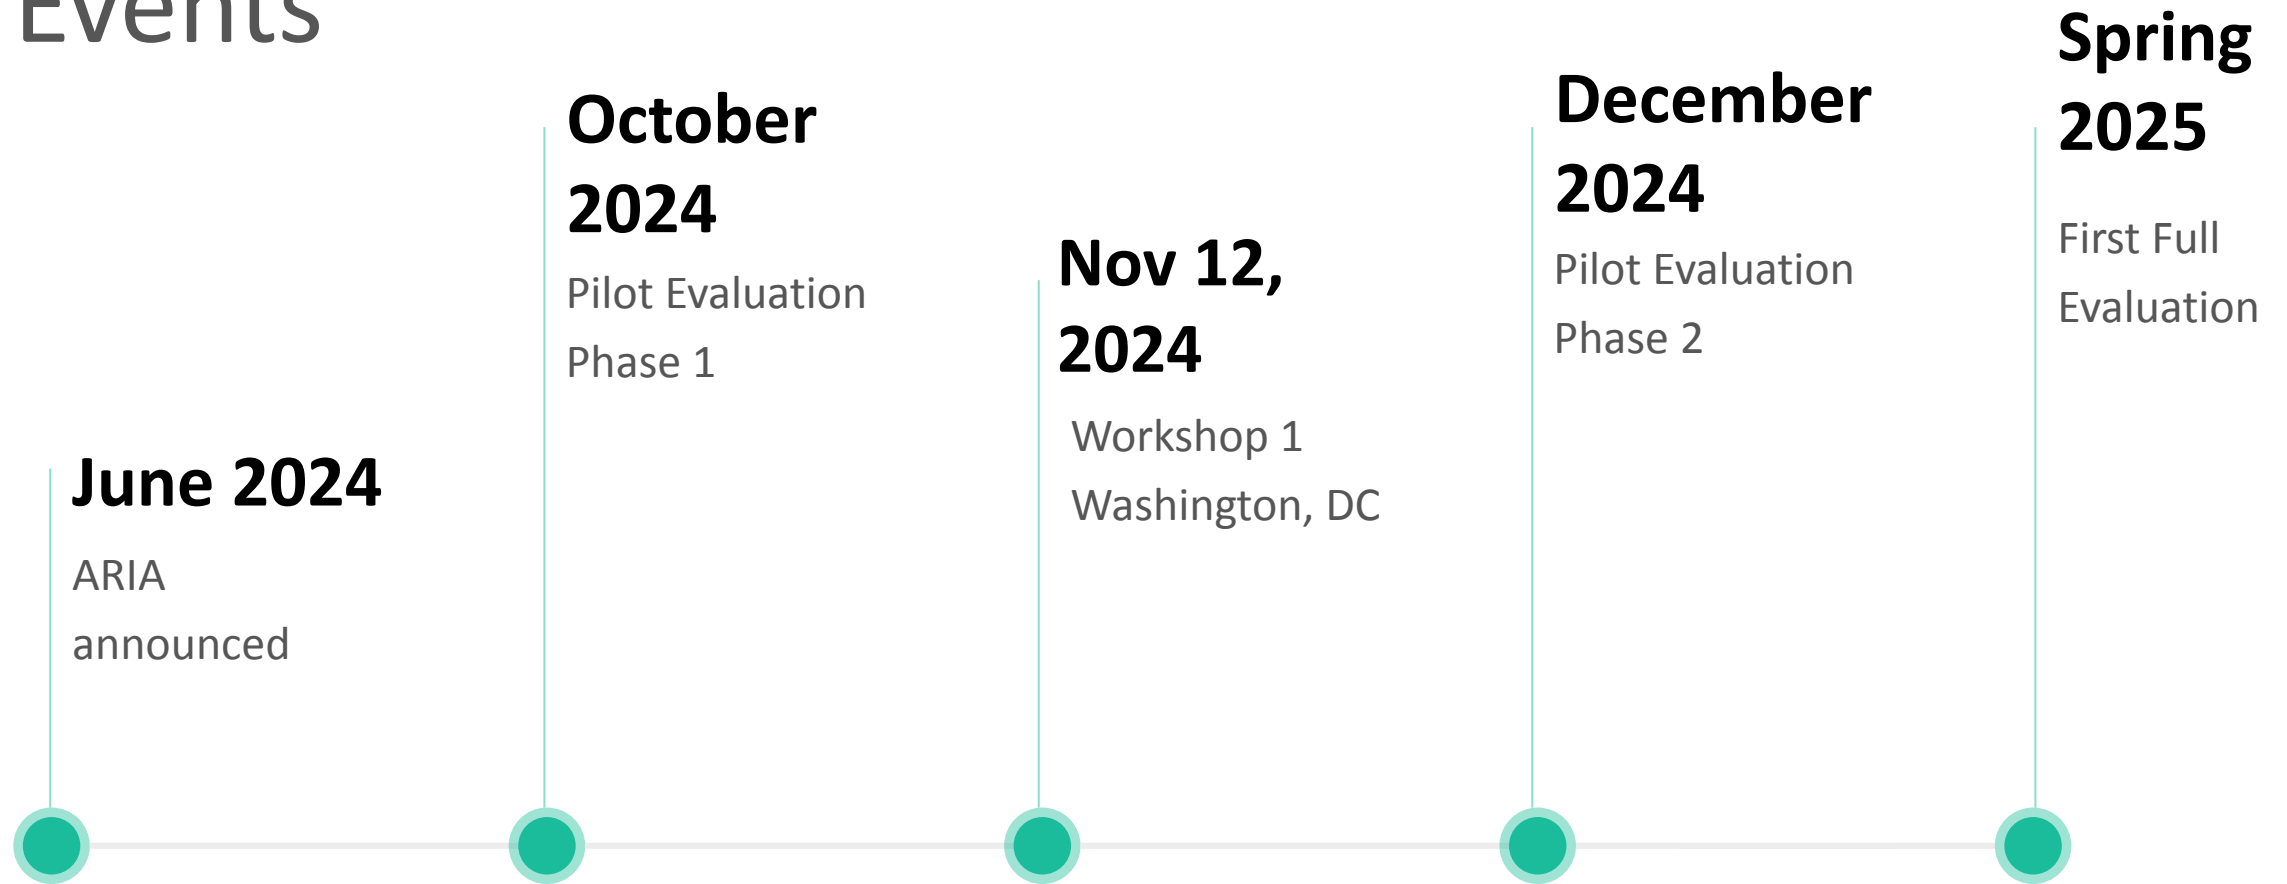 Events
June 2024
ARIA
announced
October
2024
Pilot Evaluation
Phase 1
Nov 12,
2024
Workshop 1
Washington, DC
December
2024
Pilot Evaluation
Phase 2
Spring
2025
First Full
Evaluation